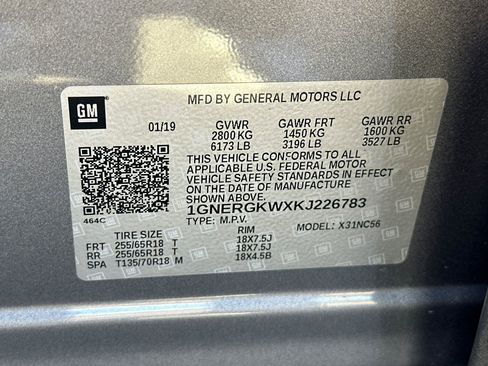 MFD BY GENERAL MOTORS LLC
GM
01/19 GVWR GAWR FRT GAWR RR
2800 KG 1450 KG 1600 KG
6173 LB 3196 LB 3527 LB
THIS VEHICLE CONFORMS TO ALL
APPLICABLE U.S. FEDERAL MOTOR
VEHICLE SAFETY STANDARDS IN EFFECT
ON THE DATE OF MANUFACTURE SHOWN ABOVE.
1GNERGKWXKJ226783
464C TYPE: M.P.V. MODEL: X31NC56
TIRE SIZE RIM
FRT 255/65R18 T 18X7.5J
RR 255/65R18 T 18X7.5J
SPA T135/70R18 M 18X4.5B